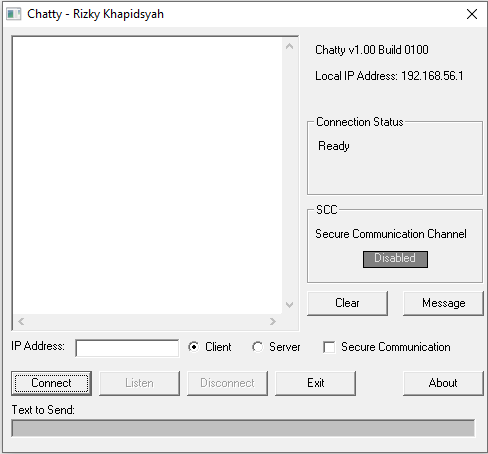 Chatty - Rizky Khapidsyah
Chatty v1.00 Build 0100
Local IP Address: 192.168.56.1
Connection Status
Ready
SCC
Secure Communication Channel
Disabled
Clear
Message
IP Address:
Client
Server
Secure Communication
Connect
Listen
Disconnect
Exit
About
Text to Send: